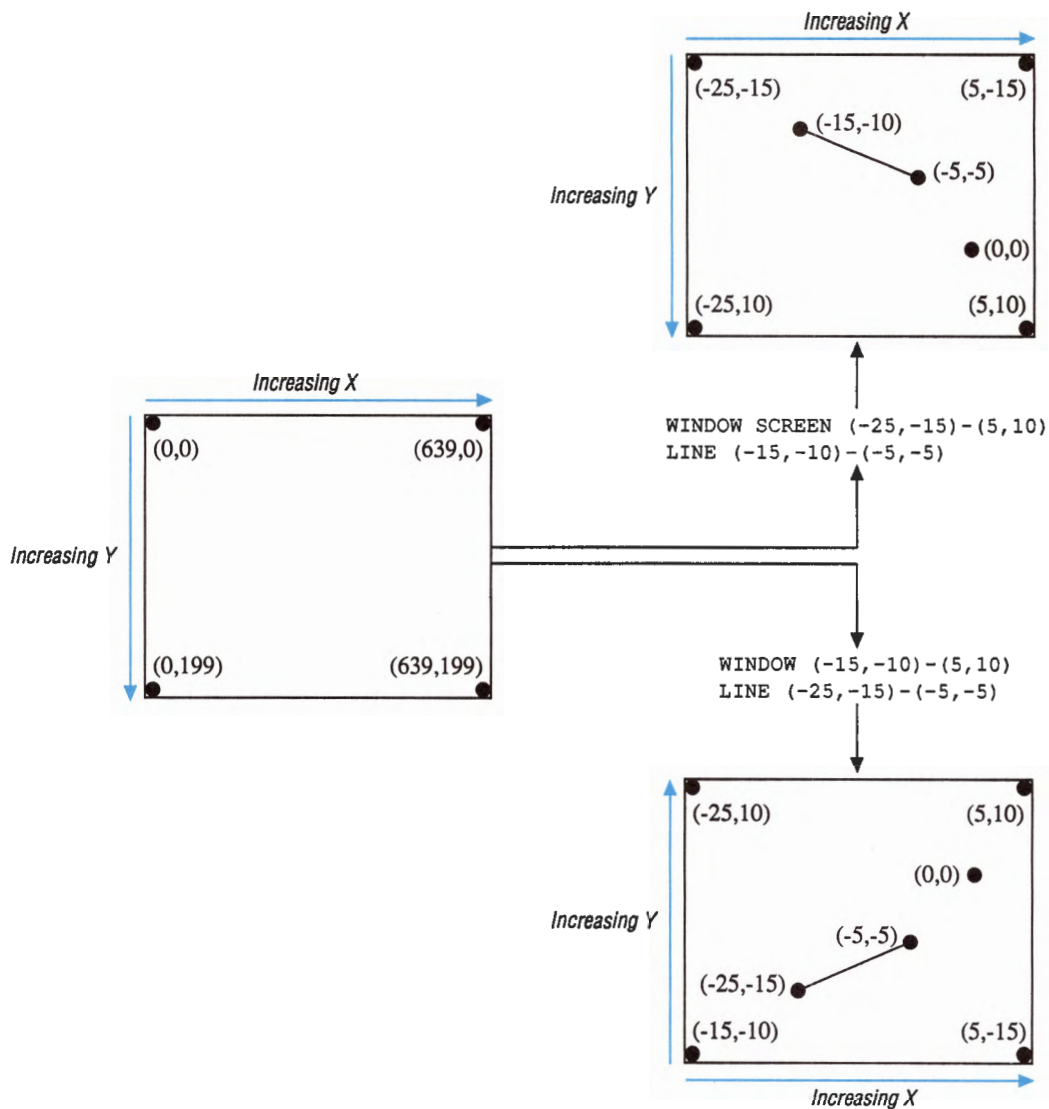 Increasing X
(-25,-15) (5,-15)
(-15,-10)
(-5,-5)
Increasing Y
(0,0)
(-25,10) (5,10)
Increasing X
WINDOW SCREEN (-25,-15)-(5,10)
LINE (-15,-10)-(-5,-5)
(0,0) (639,0)
Increasing Y
(0,199) (639,199)
WINDOW (-15,-10)-(5,10)
LINE (-25,-15)-(-5,-5)
(-25,10) (5,10)
(0,0)
Increasing Y
(-5,-5)
(-25,-15)
(-15,-10) (5,-15)
Increasing X